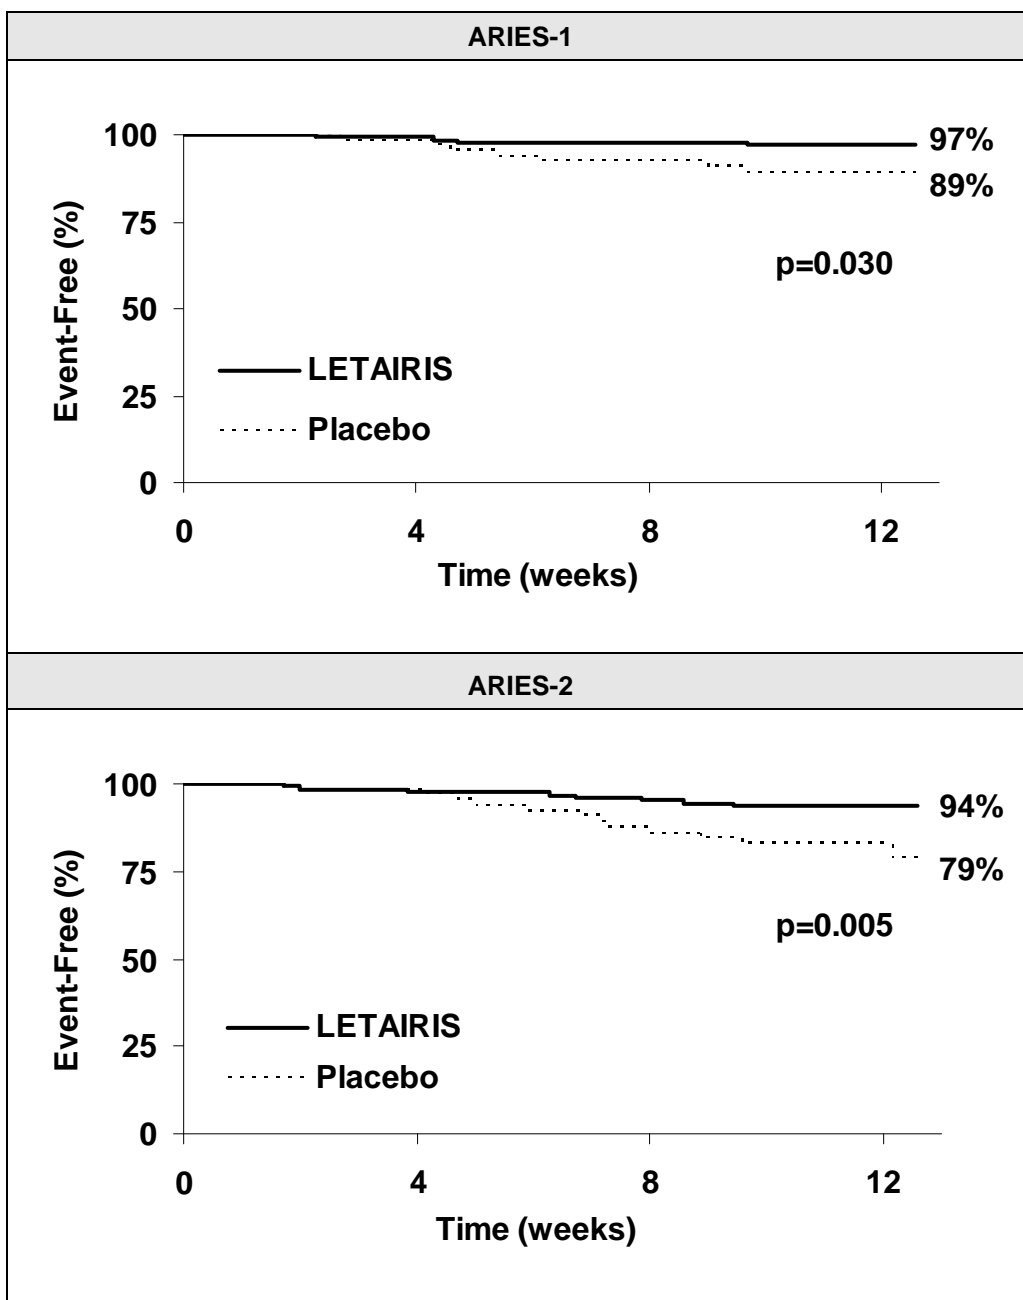 ARIES-1
100
97%
89%
75
p=0.030
50
Event-Free (%)
LETAIRIS
25
Placebo
0
0 4 8 12
Time (weeks)
ARIES-2
100
94%
75
79%
p=0.005
50
Event-Free (%)
LETAIRIS
25
Placebo
0
0 4 8 12
Time (weeks)